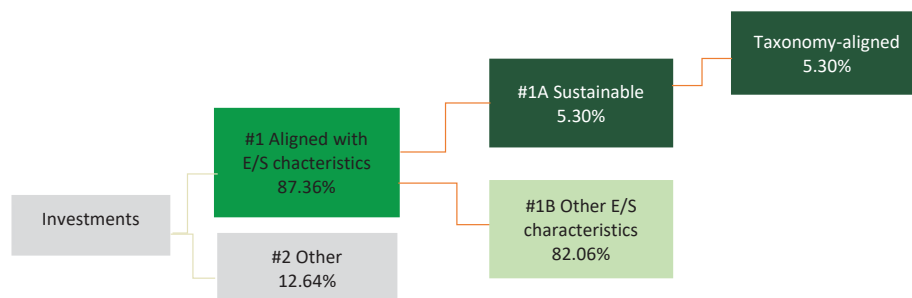 Taxonomy-aligned
5.30%
#1A Sustainable
5.30%
#1 Aligned with
E/S chacteristics
87.36%
#1B Other E/S
characteristics
82.06%
Investments
#2 Other
12.64%